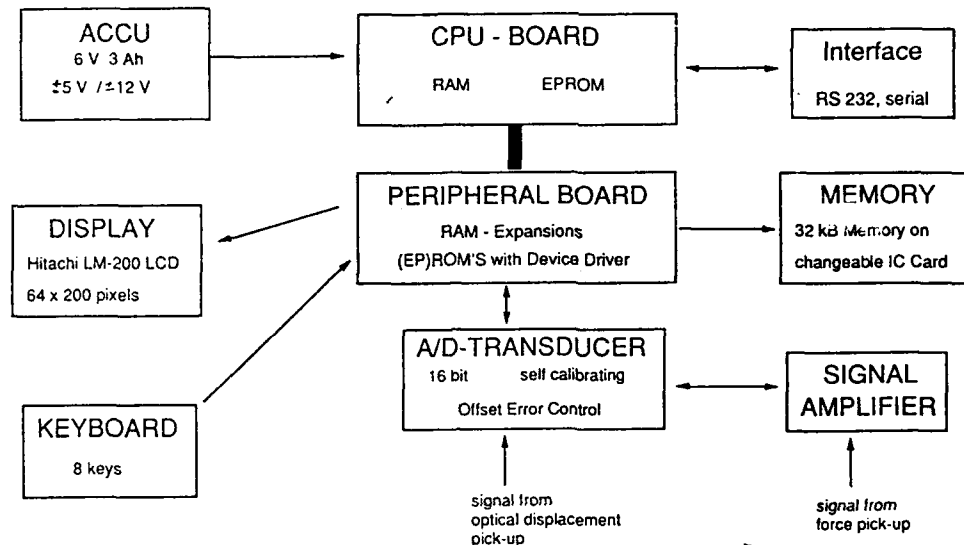 ACCU
6 V 3 Ah
±5 V / ±12 V
CPU - BOARD
RAM EPROM
Interface
RS 232, serial
PERIPHERAL BOARD
RAM - Expansions
(EP)ROM'S with Device Driver
DISPLAY
Hitachi LM-200 LCD
64 x 200 pixels
MEMORY
32 kB Memory on
changeable IC Card
A/D-TRANSDUCER
16 bit self calibrating
Offset Error Control
SIGNAL
AMPLIFIER
KEYBOARD
8 keys
signal from
optical displacement
pick-up
signal from
force pick-up